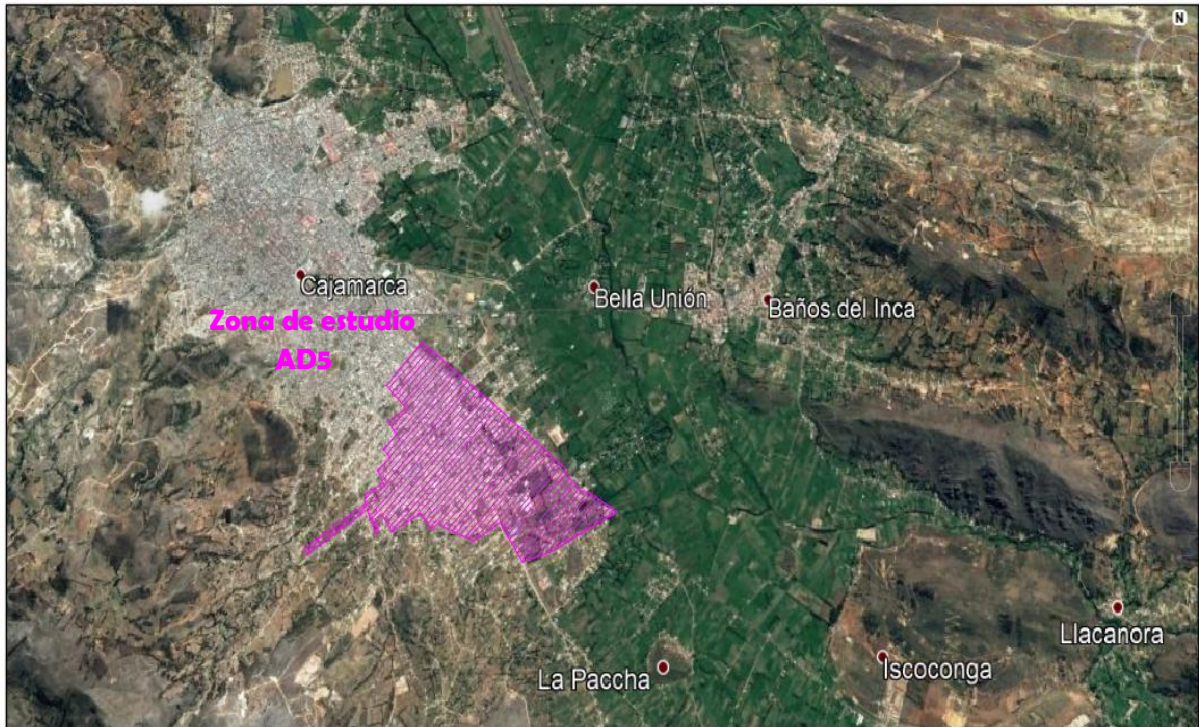 N
Cajamarca
Bella Unión
Baños del Inca
Zona de estudio
AD5
Llacanora
Iscoconga
La Paccha